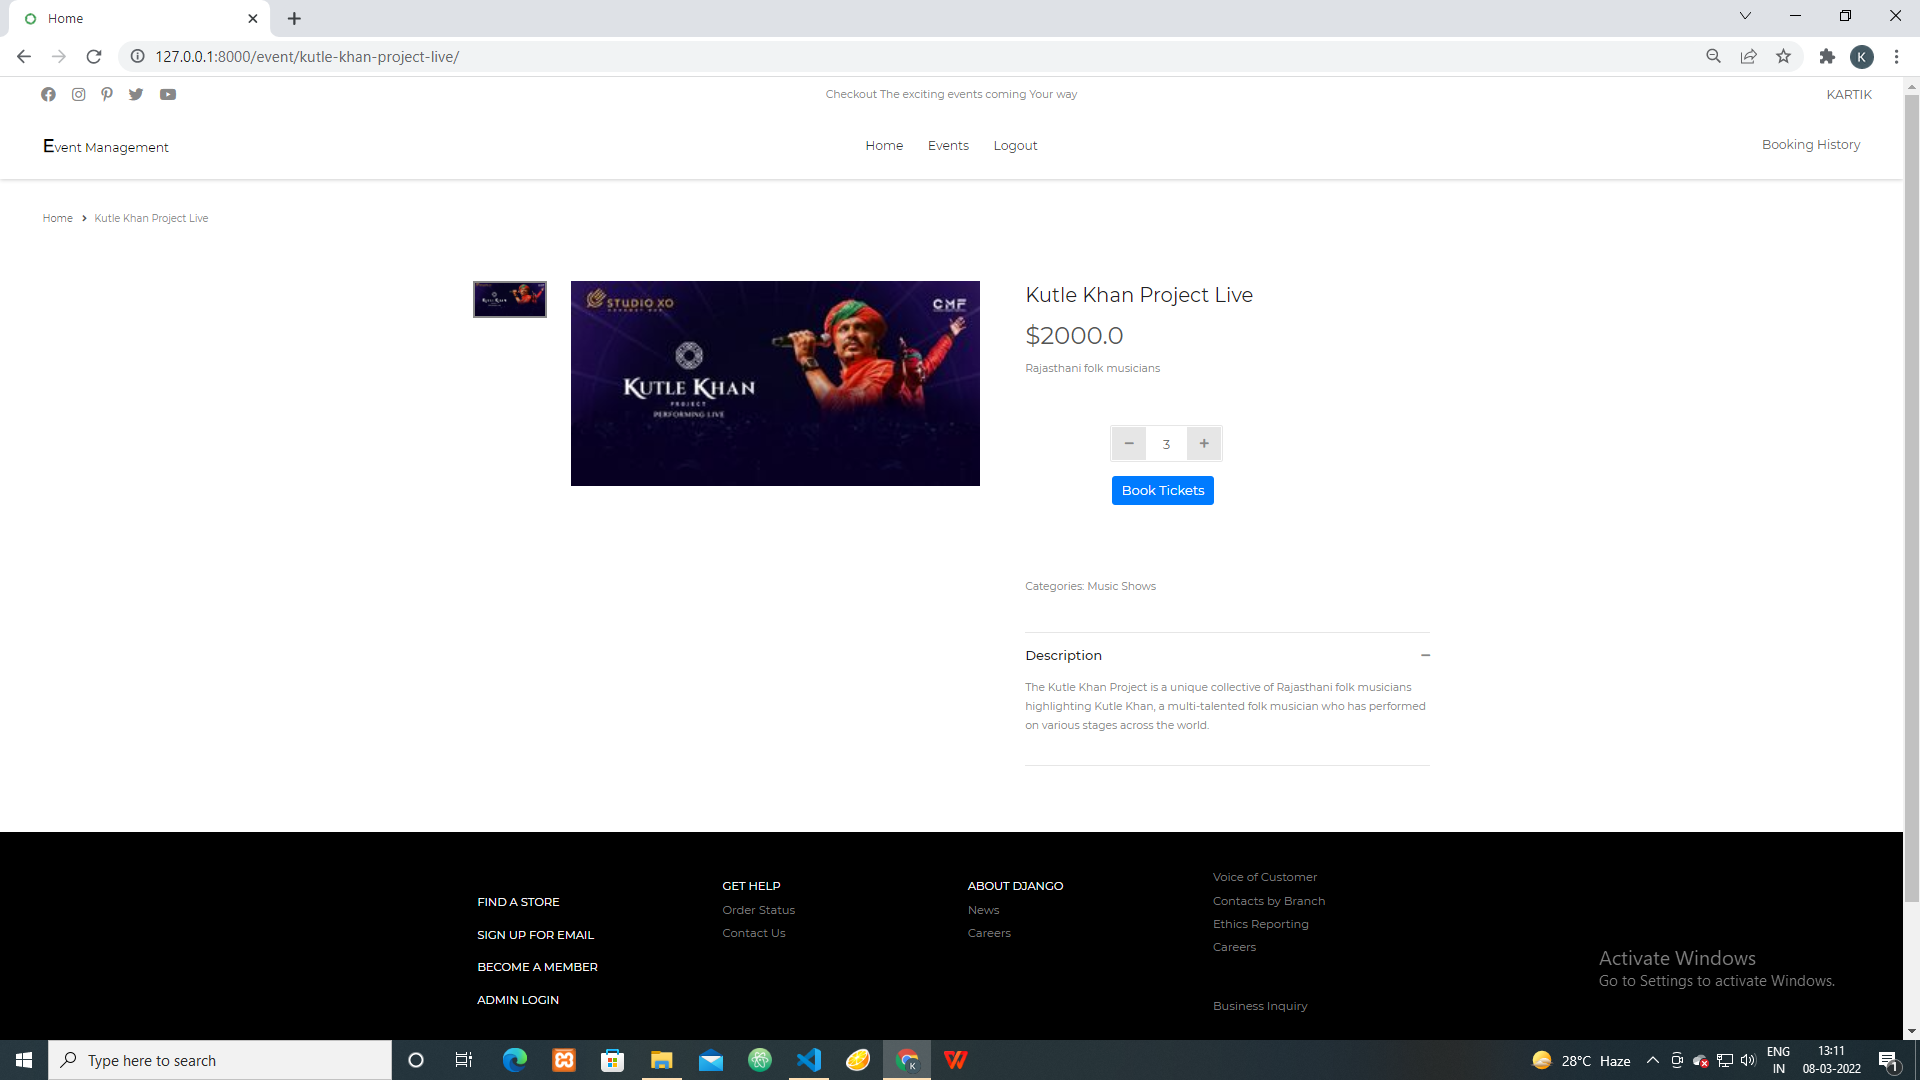 Home
127.0.0.1:8000/event/kutle-khan-project-live/
K
Checkout The exciting events coming Your way
KARTIK
Event Management
Home Events Logout
Booking History
Home > Kutle Khan Project Live
STUDIO XO
CMF
KUTLE KHAN
PROJECT
PERFORMING LIVE
Kutle Khan Project Live
$2000.0
Rajasthani folk musicians
− 3 +
Book Tickets
Categories: Music Shows
Description −
The Kutle Khan Project is a unique collective of Rajasthani folk musicians
highlighting Kutle Khan, a multi-talented folk musician who has performed
on various stages across the world.
FIND A STORE
SIGN UP FOR EMAIL
BECOME A MEMBER
ADMIN LOGIN
GET HELP
Order Status
Contact Us
ABOUT DJANGO
News
Careers
Voice of Customer
Contacts by Branch
Ethics Reporting
Careers
Business Inquiry
Activate Windows
Go to Settings to activate Windows.
Type here to search
28°C Haze
ENG
IN
13:11
08-03-2022
1